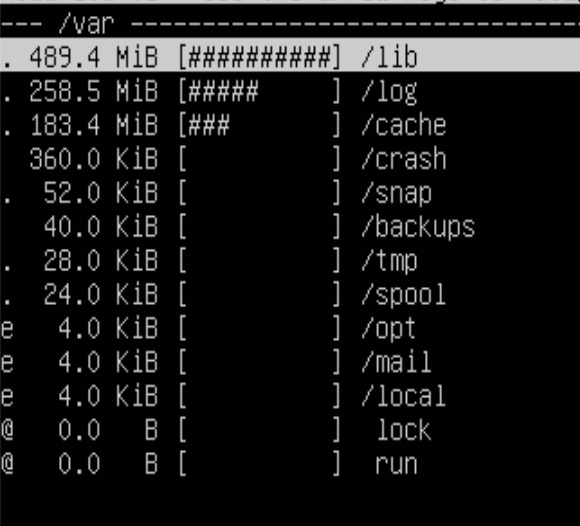 --- /var ---------------------------
. 489.4 MiB [##########] /lib
. 258.5 MiB [##### ] /log
. 183.4 MiB [### ] /cache
360.0 KiB [ ] /crash
. 52.0 KiB [ ] /snap
40.0 KiB [ ] /backups
. 28.0 KiB [ ] /tmp
. 24.0 KiB [ ] /spool
e 4.0 KiB [ ] /opt
e 4.0 KiB [ ] /mail
e 4.0 KiB [ ] /local
@ 0.0 B [ ] lock
@ 0.0 B [ ] run